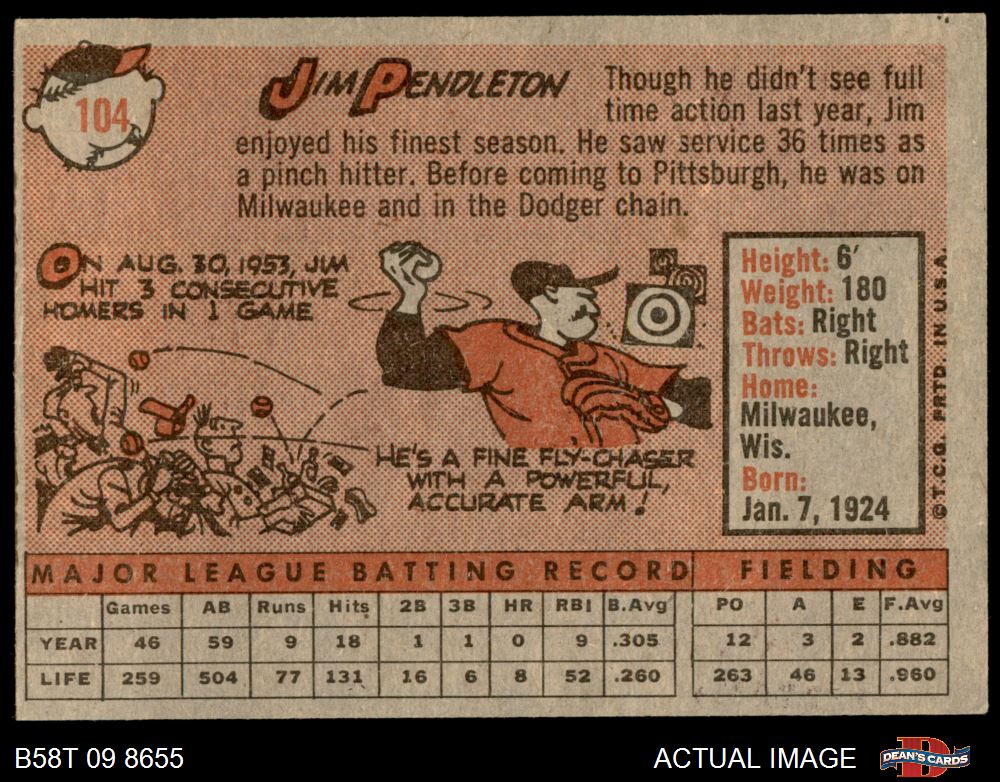 104
JIM PENDLETON
Though he didn't see full
time action last year, Jim
enjoyed his finest season. He saw service 36 times as
a pinch hitter. Before coming to Pittsburgh, he was on
Milwaukee and in the Dodger chain.
ON AUG. 30, 1953, JIM
HIT 3 CONSECUTIVE
HOMERS IN 1 GAME
HE'S A FINE FLY-CHASER
WITH A POWERFUL,
ACCURATE ARM!
Height: 6'
Weight: 180
Bats: Right
Throws: Right
Home:
Milwaukee,
Wis.
Born:
Jan. 7, 1924
©T.C.G. PRTD. IN U.S.A.
MAJOR LEAGUE BATTING RECORD FIELDING
Games AB Runs Hits 2B 3B HR RBI B.Avg PO A E F.Avg
YEAR 46 59 9 18 1 1 0 9 .305 12 3 2 .882
LIFE 259 504 77 131 16 6 8 52 .260 263 46 13 .960
B58T 09 8655
ACTUAL IMAGE
DEAN'S CARDS